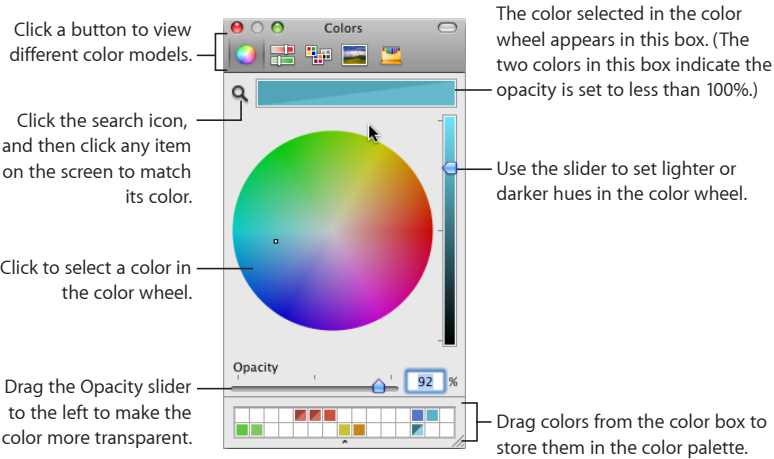 Click a button to view
different color models.
Click the search icon,
and then click any item
on the screen to match
its color.
Click to select a color in
the color wheel.
Drag the Opacity slider
to the left to make the
color more transparent.
Colors
Opacity
92 %
The color selected in the color
wheel appears in this box. (The
two colors in this box indicate the
opacity is set to less than 100%.)
Use the slider to set lighter or
darker hues in the color wheel.
Drag colors from the color box to
store them in the color palette.